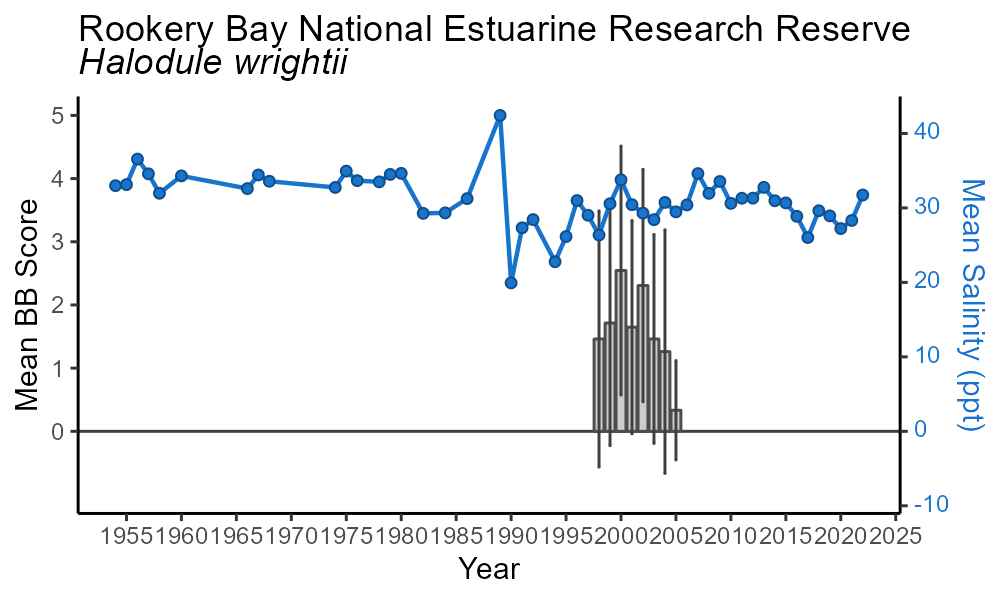 Rookery Bay National Estuarine Research Reserve
Halodule wrightii
Mean BB Score
5
4
3
2
1
0
40
30
20
10
0
-10
Mean Salinity (ppt)
1955 1960 1965 1970 1975 1980 1985 1990 1995 2000 2005 2010 2015 2020 2025
Year